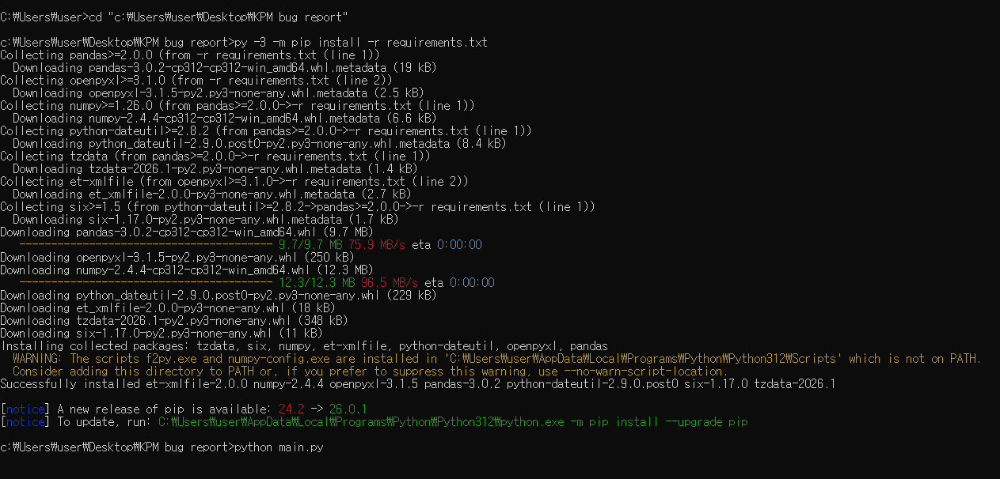 C:₩Users₩user>cd "c:₩Users₩user₩Desktop₩KPM bug report"
c:₩Users₩user₩Desktop₩KPM bug report>py -3 -m pip install -r requirements.txt
Collecting pandas>=2.0.0 (from -r requirements.txt (line 1))
  Downloading pandas-3.0.2-cp312-cp312-win_amd64.whl.metadata (19 kB)
Collecting openpyxl>=3.1.0 (from -r requirements.txt (line 2))
  Downloading openpyxl-3.1.5-py2.py3-none-any.whl.metadata (2.5 kB)
Collecting numpy>=1.26.0 (from pandas>=2.0.0->-r requirements.txt (line 1))
  Downloading numpy-2.4.4-cp312-cp312-win_amd64.whl.metadata (6.6 kB)
Collecting python-dateutil>=2.8.2 (from pandas>=2.0.0->-r requirements.txt (line 1))
  Downloading python_dateutil-2.9.0.post0-py2.py3-none-any.whl.metadata (8.4 kB)
Collecting tzdata (from pandas>=2.0.0->-r requirements.txt (line 1))
  Downloading tzdata-2026.1-py2.py3-none-any.whl.metadata (1.4 kB)
Collecting et-xmlfile (from openpyxl>=3.1.0->-r requirements.txt (line 2))
  Downloading et_xmlfile-2.0.0-py3-none-any.whl.metadata (2.7 kB)
Collecting six>=1.5 (from python-dateutil>=2.8.2->pandas>=2.0.0->-r requirements.txt (line 1))
  Downloading six-1.17.0-py2.py3-none-any.whl.metadata (1.7 kB)
Downloading pandas-3.0.2-cp312-cp312-win_amd64.whl (9.7 MB)
   ---------------------------------------- 9.7/9.7 MB 75.9 MB/s eta 0:00:00
Downloading openpyxl-3.1.5-py2.py3-none-any.whl (250 kB)
Downloading numpy-2.4.4-cp312-cp312-win_amd64.whl (12.3 MB)
   ---------------------------------------- 12.3/12.3 MB 96.5 MB/s eta 0:00:00
Downloading python_dateutil-2.9.0.post0-py2.py3-none-any.whl (229 kB)
Downloading et_xmlfile-2.0.0-py3-none-any.whl (18 kB)
Downloading tzdata-2026.1-py2.py3-none-any.whl (348 kB)
Downloading six-1.17.0-py2.py3-none-any.whl (11 kB)
Installing collected packages: tzdata, six, numpy, et-xmlfile, python-dateutil, openpyxl, pandas
  WARNING: The scripts f2py.exe and numpy-config.exe are installed in 'C:₩Users₩user₩AppData₩Local₩Programs₩Python₩Python312₩Scripts' which is not on PATH.
  Consider adding this directory to PATH or, if you prefer to suppress this warning, use --no-warn-script-location.
Successfully installed et-xmlfile-2.0.0 numpy-2.4.4 openpyxl-3.1.5 pandas-3.0.2 python-dateutil-2.9.0.post0 six-1.17.0 tzdata-2026.1
[notice] A new release of pip is available: 24.2 -> 26.0.1
[notice] To update, run: C:₩Users₩user₩AppData₩Local₩Programs₩Python₩Python312₩python.exe -m pip install --upgrade pip
c:₩Users₩user₩Desktop₩KPM bug report>python main.py